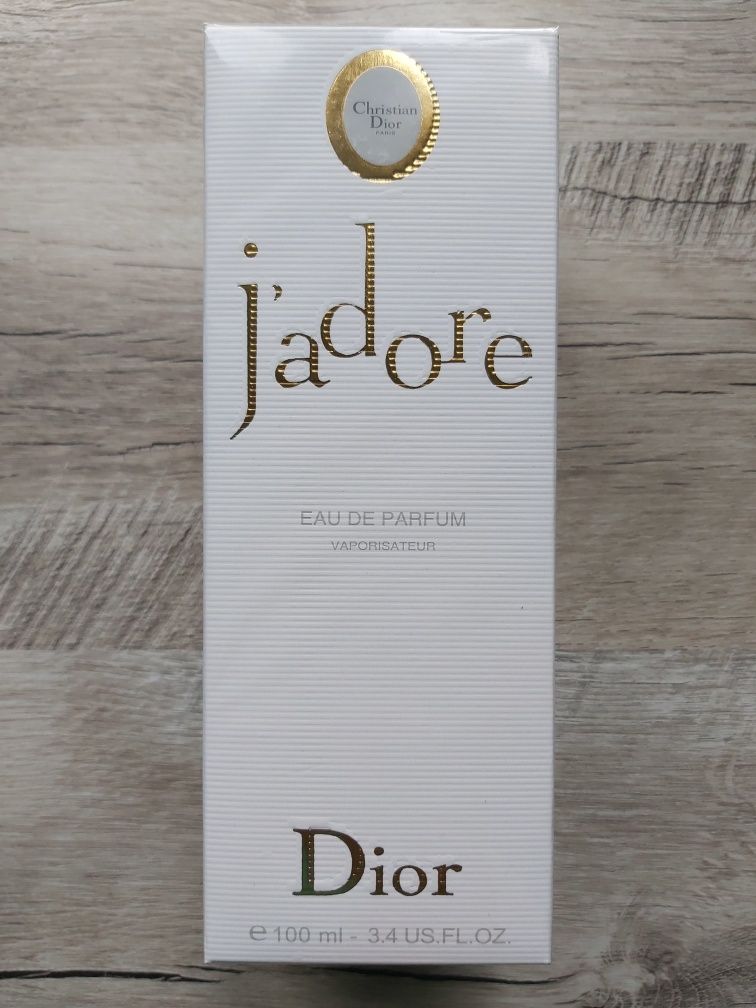 Christian
Dior
PARIS
j'adore
EAU DE PARFUM
VAPORISATEUR
Dior
℮ 100 ml - 3.4 US.FL.OZ.